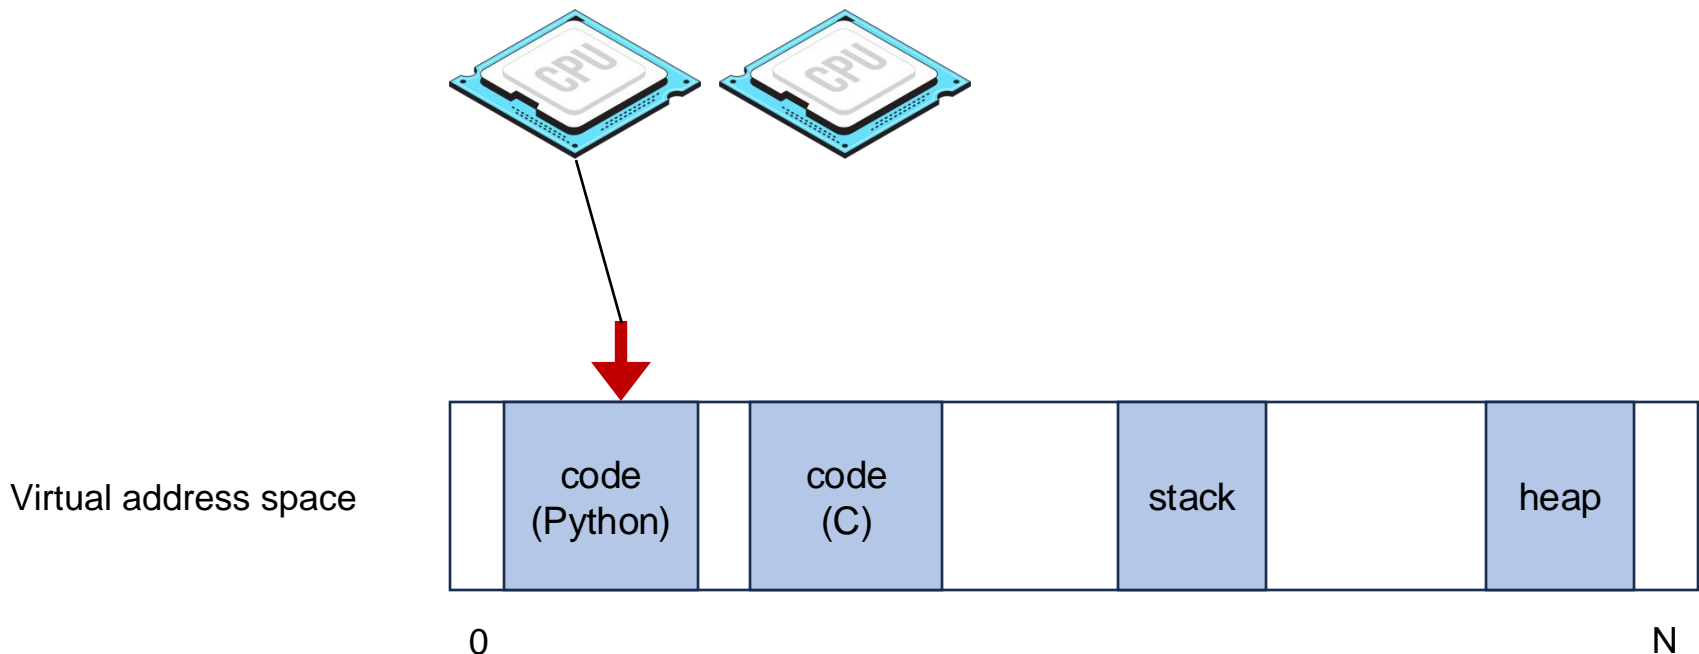 CPU
CPU
Virtual address space
code
(Python)
code
(C)
stack
heap
0
N